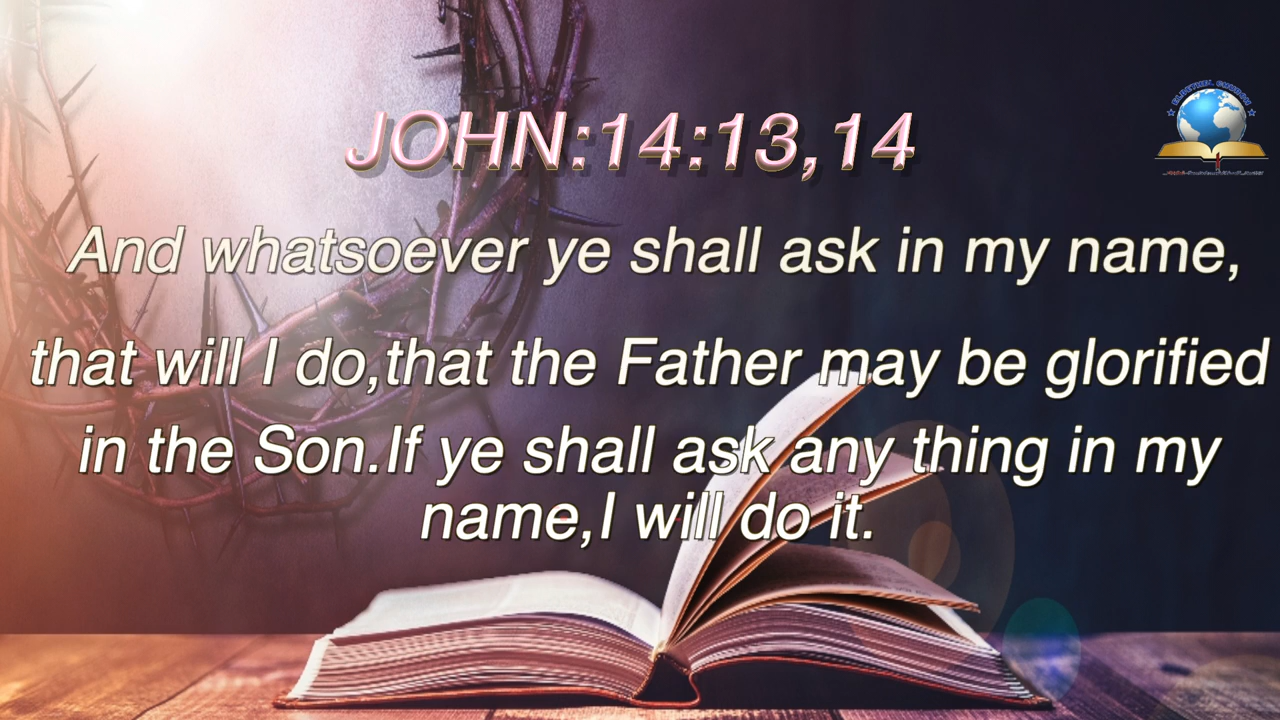 JOHN:14:13,14
And whatsoever ye shall ask in my name,
that will I do,that the Father may be glorified
in the Son.If ye shall ask any thing in my
name,I will do it.
CHURCH